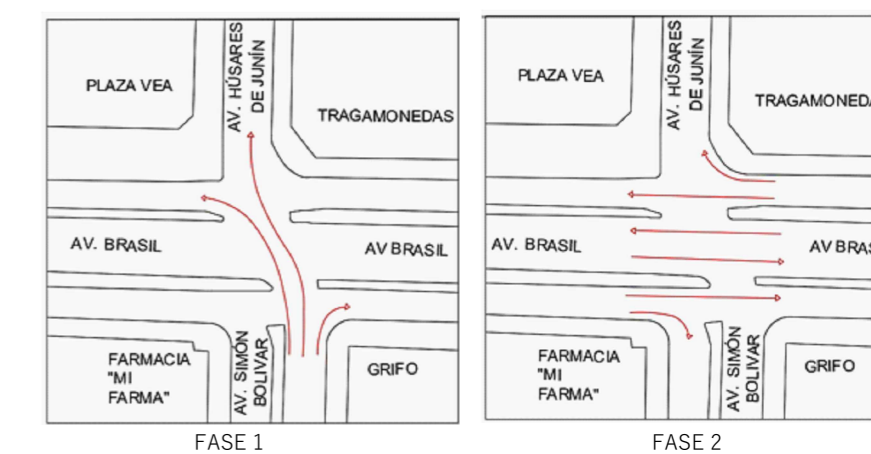 PLAZA VEA
AV. HÚSARES
DE JUNÍN
TRAGAMONEDAS
AV. BRASIL
AV BRASIL
FARMACIA
"MI
FARMA"
AV. SIMÓN
BOLIVAR
GRIFO
FASE 1
PLAZA VEA
AV. HÚSARES
DE JUNÍN
TRAGAMONEDA
AV. BRASIL
AV BRAS
FARMACIA
"MI
FARMA"
AV. SIMÓN
BOLIVAR
GRIFO
FASE 2